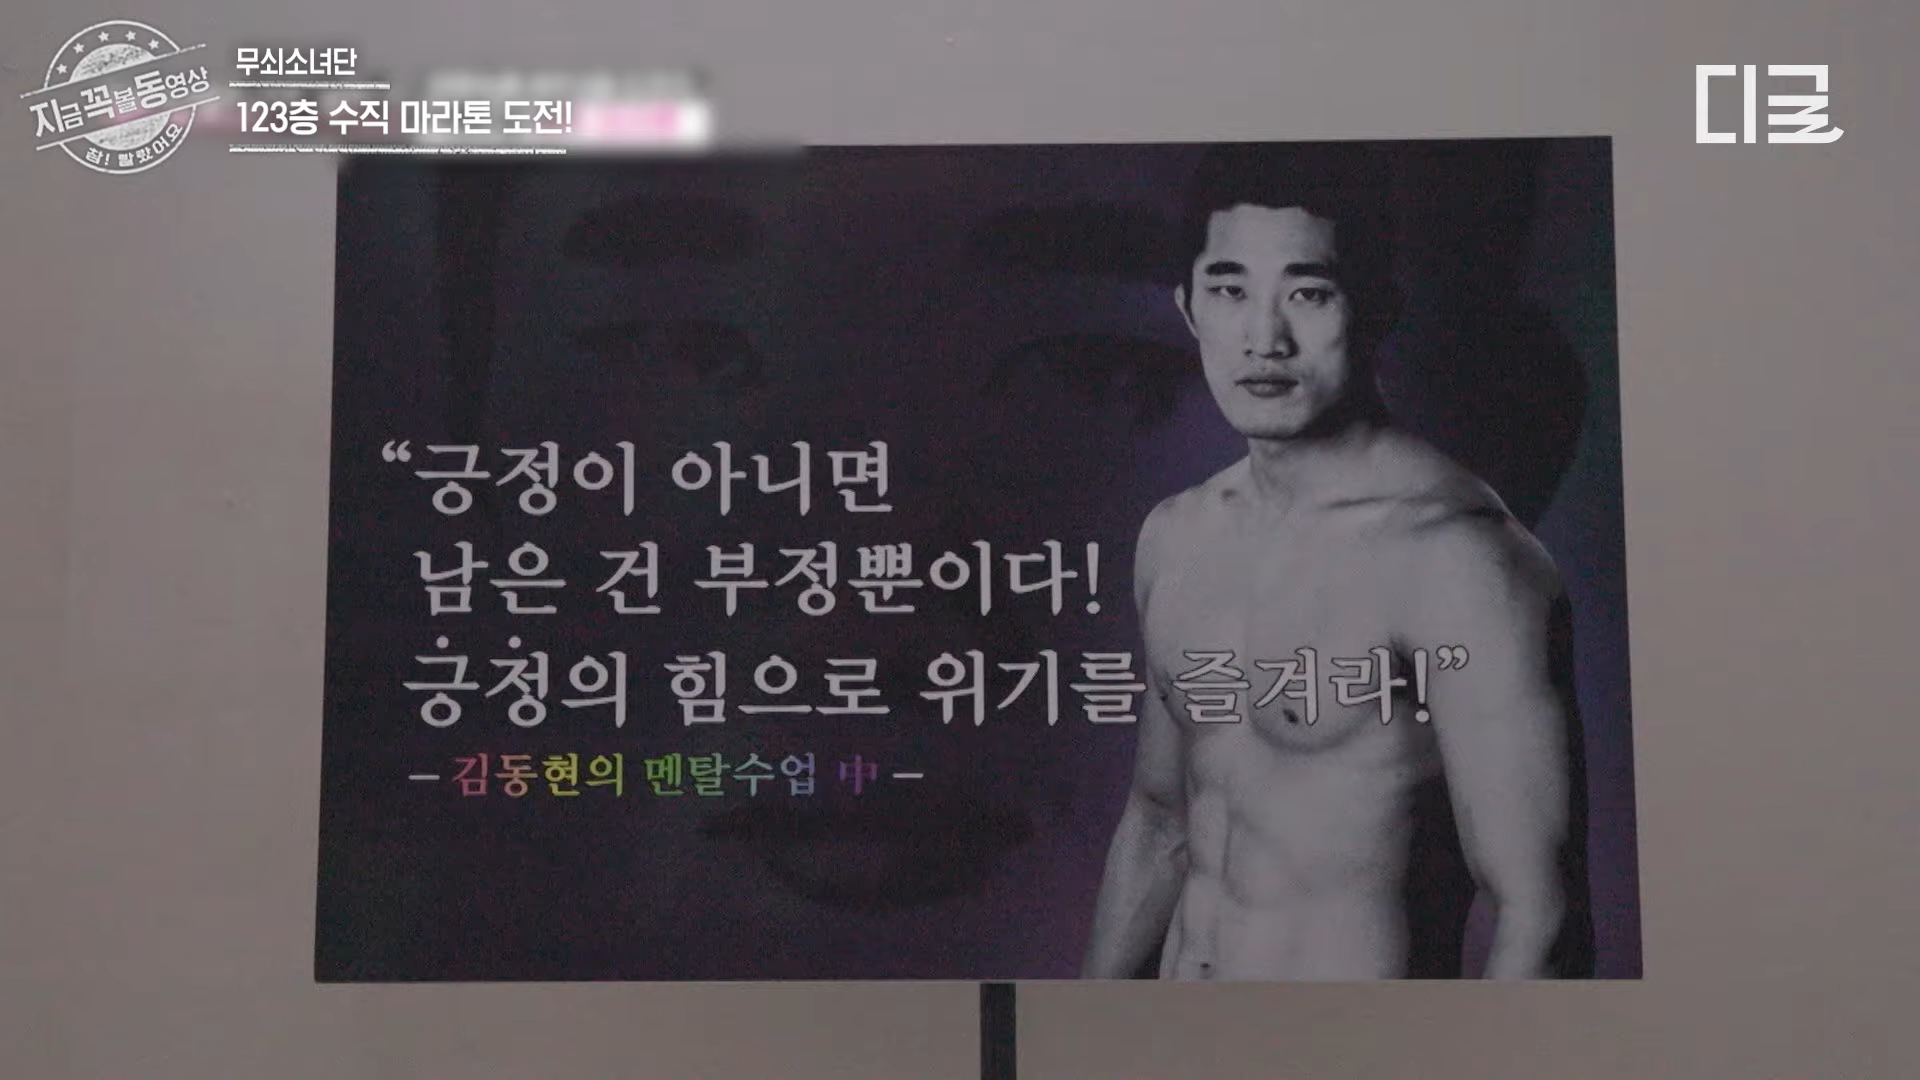 지금 꼭 볼 동영상
참! 빨랐어요
무쇠소녀단
123층 수직 마라톤 도전!
디글
“긍정이 아니면
남은 건 부정뿐이다!
긍정의 힘으로 위기를 즐겨라!”
– 김동현의 멘탈수업 中 –